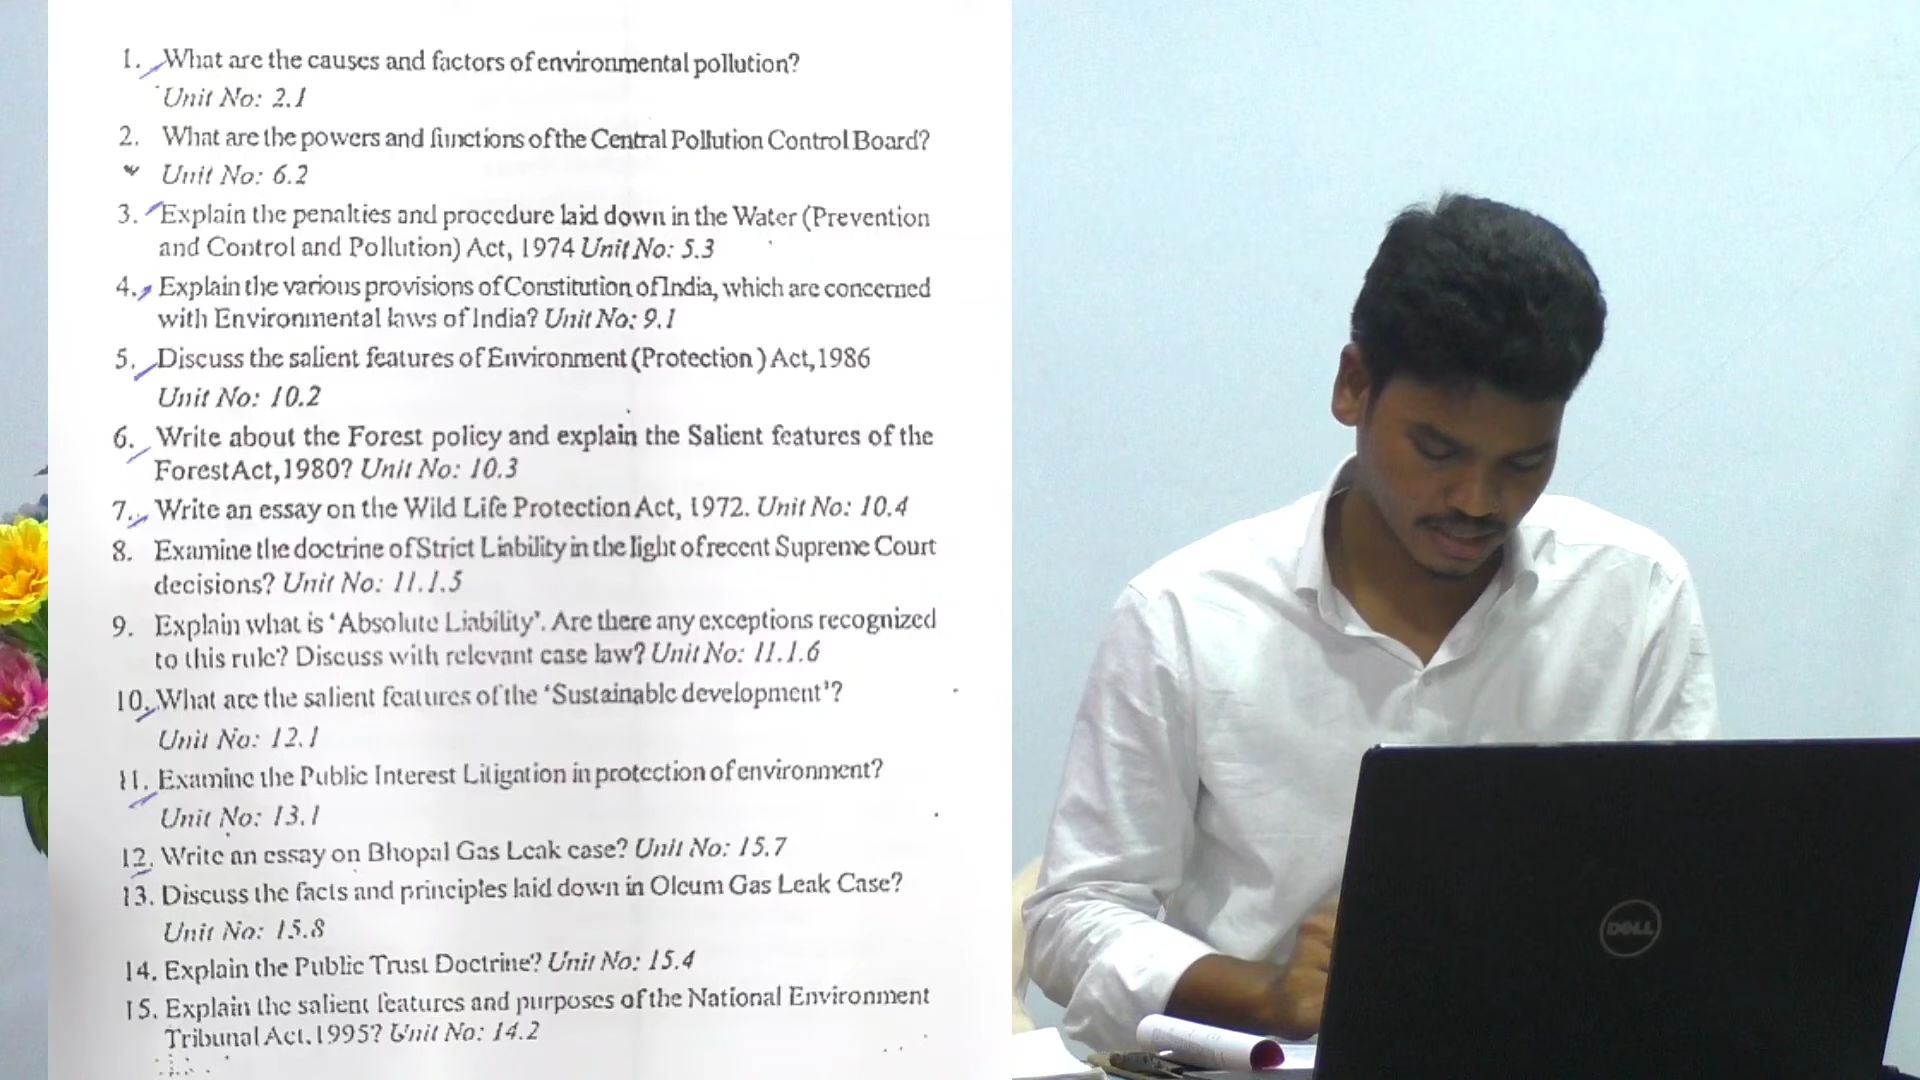 1. What are the causes and factors of environmental pollution?
Unit No: 2.1
2. What are the powers and functions of the Central Pollution Control Board?
Unit No: 6.2
3. Explain the penalties and procedure laid down in the Water (Prevention
and Control and Pollution) Act, 1974 Unit No: 5.3
4. Explain the various provisions of Constitution of India, which are concerned
with Environmental laws of India? Unit No: 9.1
5. Discuss the salient features of Environment (Protection ) Act, 1986
Unit No: 10.2
6. Write about the Forest policy and explain the Salient features of the
Forest Act, 1980? Unit No: 10.3
7. Write an essay on the Wild Life Protection Act, 1972. Unit No: 10.4
8. Examine the doctrine of Strict Liability in the light of recent Supreme Court
decisions? Unit No: 11.1.5
9. Explain what is ‘Absolute Liability’. Are there any exceptions recognized
to this rule? Discuss with relevant case law? Unit No: 11.1.6
10. What are the salient features of the ‘Sustainable development’?
Unit No: 12.1
11. Examine the Public Interest Litigation in protection of environment?
Unit No: 13.1
12. Write an essay on Bhopal Gas Leak case? Unit No: 15.7
13. Discuss the facts and principles laid down in Oleum Gas Leak Case?
Unit No: 15.8
14. Explain the Public Trust Doctrine? Unit No: 15.4
15. Explain the salient features and purposes of the National Environment
Tribunal Act, 1995? Unit No: 14.2
DELL